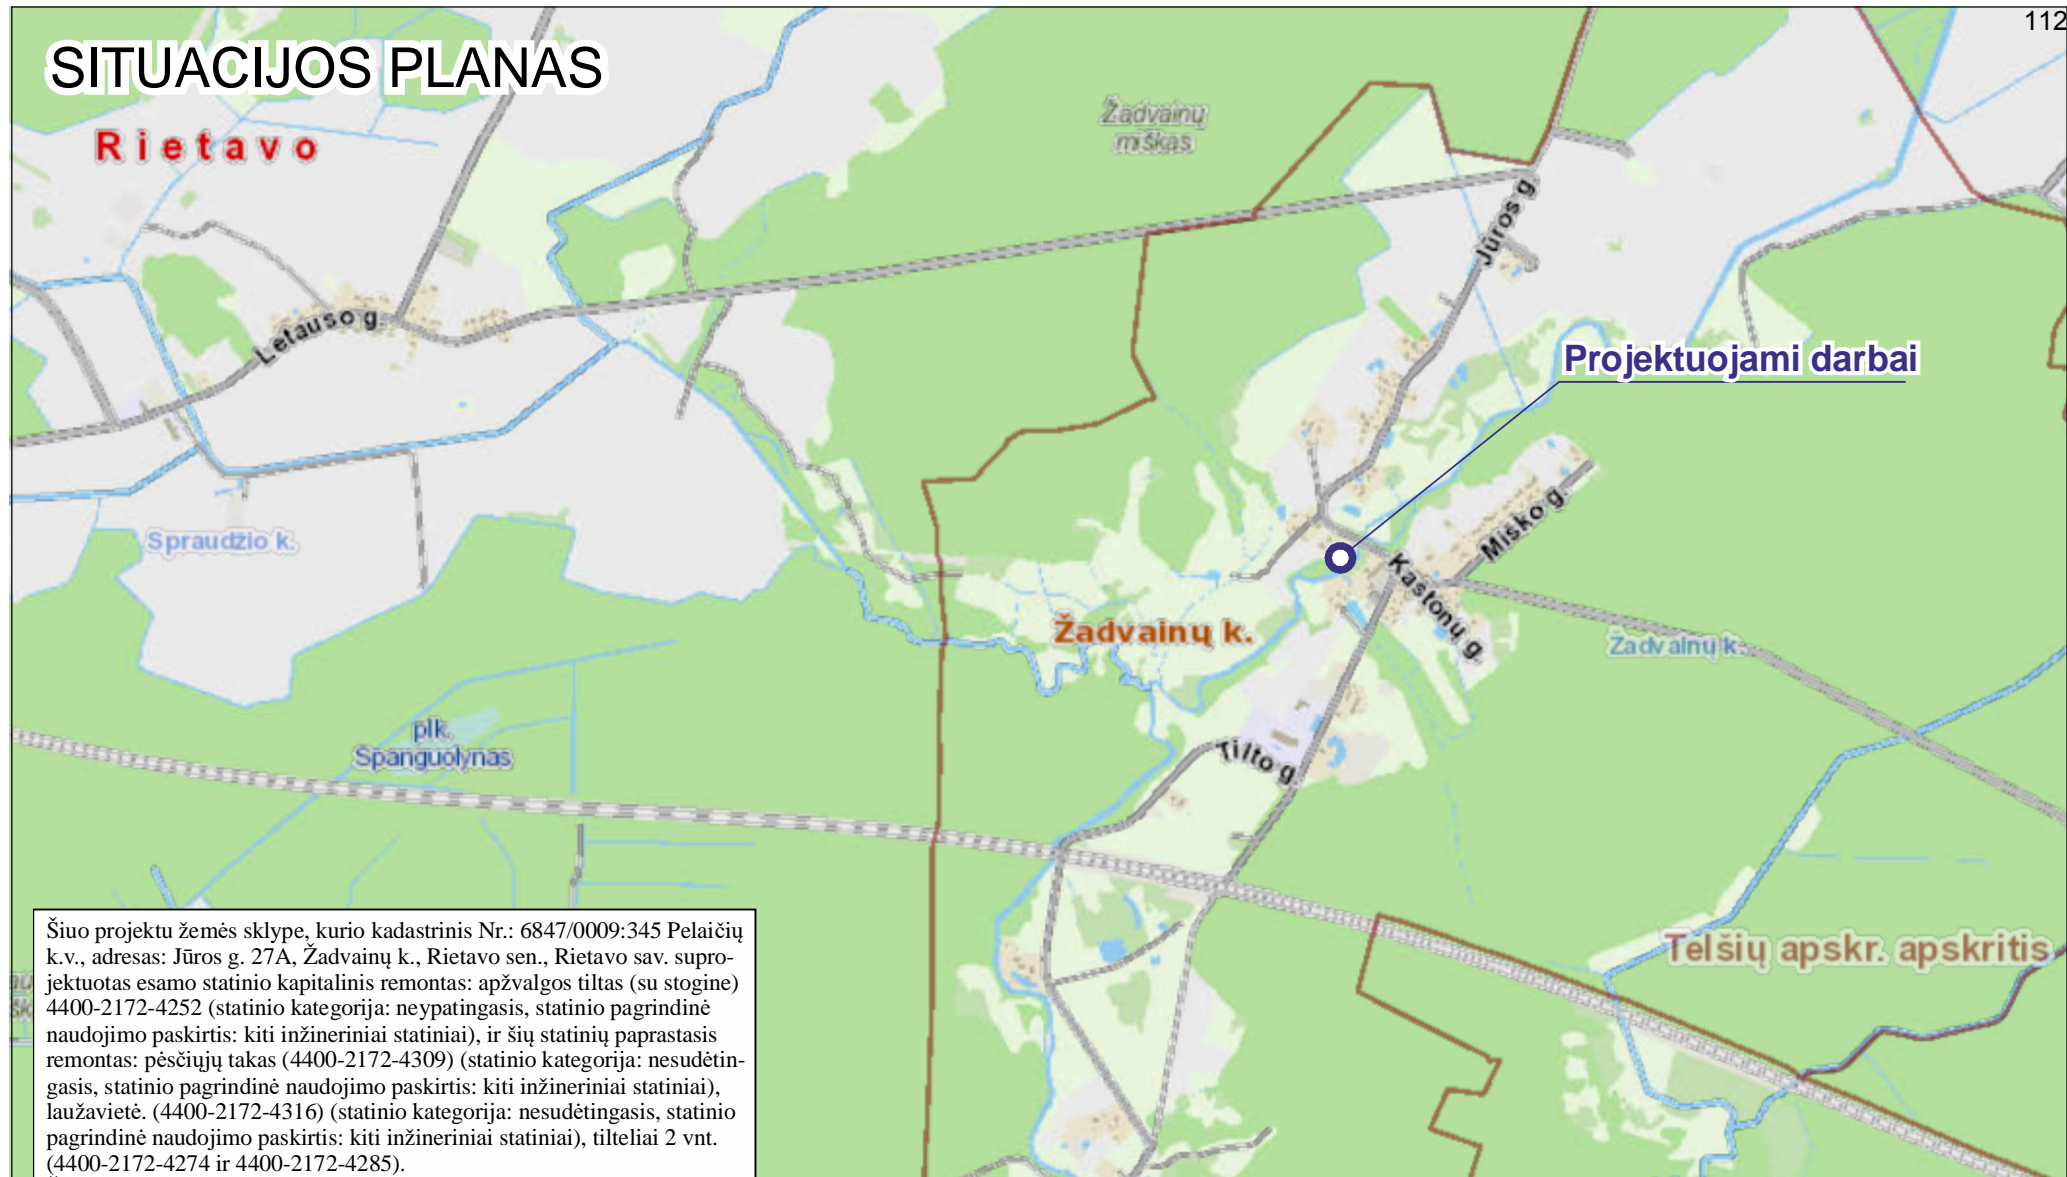 112
SITUACIJOS PLANAS
Rietavo
Žadvainų
miškas
Jūros g.
Letauso g.
Projektuojami darbai
Miško g.
Spraudžio k.
Kastonų g.
Žadvainų k.
Žadvainų k.
plk.
Spanguolynas
Tilto g.
Telšių apskr. apskritis
Šiuo projektu žemės sklype, kurio kadastrinis Nr.: 6847/0009:345 Pelaičių
k.v., adresas: Jūros g. 27A, Žadvainų k., Rietavo sen., Rietavo sav. supro-
jektuotas esamo statinio kapitalinis remontas: apžvalgos tiltas (su stogine)
4400-2172-4252 (statinio kategorija: neypatingasis, statinio pagrindinė
naudojimo paskirtis: kiti inžineriniai statiniai), ir šių statinių paprastasis
remontas: pėsčiųjų takas (4400-2172-4309) (statinio kategorija: nesudėtin-
gasis, statinio pagrindinė naudojimo paskirtis: kiti inžineriniai statiniai),
laužavietė. (4400-2172-4316) (statinio kategorija: nesudėtingasis, statinio
pagrindinė naudojimo paskirtis: kiti inžineriniai statiniai), tilteliai 2 vnt.
(4400-2172-4274 ir 4400-2172-4285).